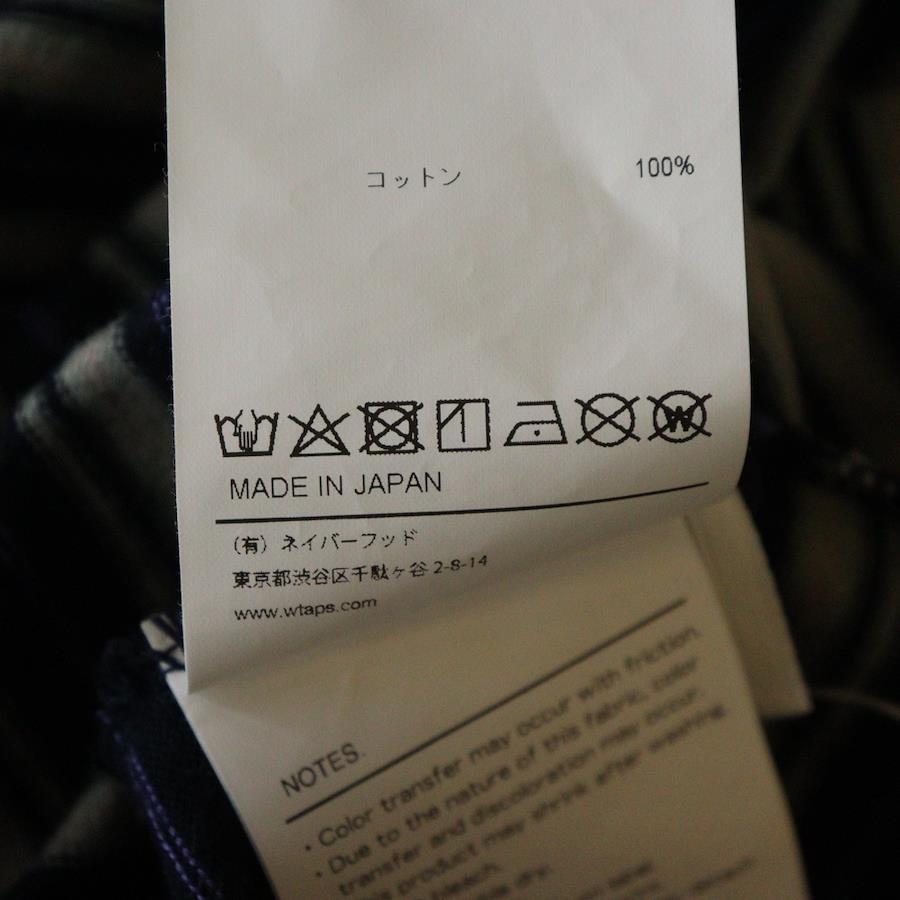 コットン 100%
MADE IN JAPAN
(有) ネイバーフッド
東京都渋谷区千駄ヶ谷 2-8-14
www.wtaps.com
NOTES.
・Color transfer may occur with friction.
・Due to the nature of this fabric, color
transfer and discoloration may occur.
this product may shrink after washing
bleach.
dry.